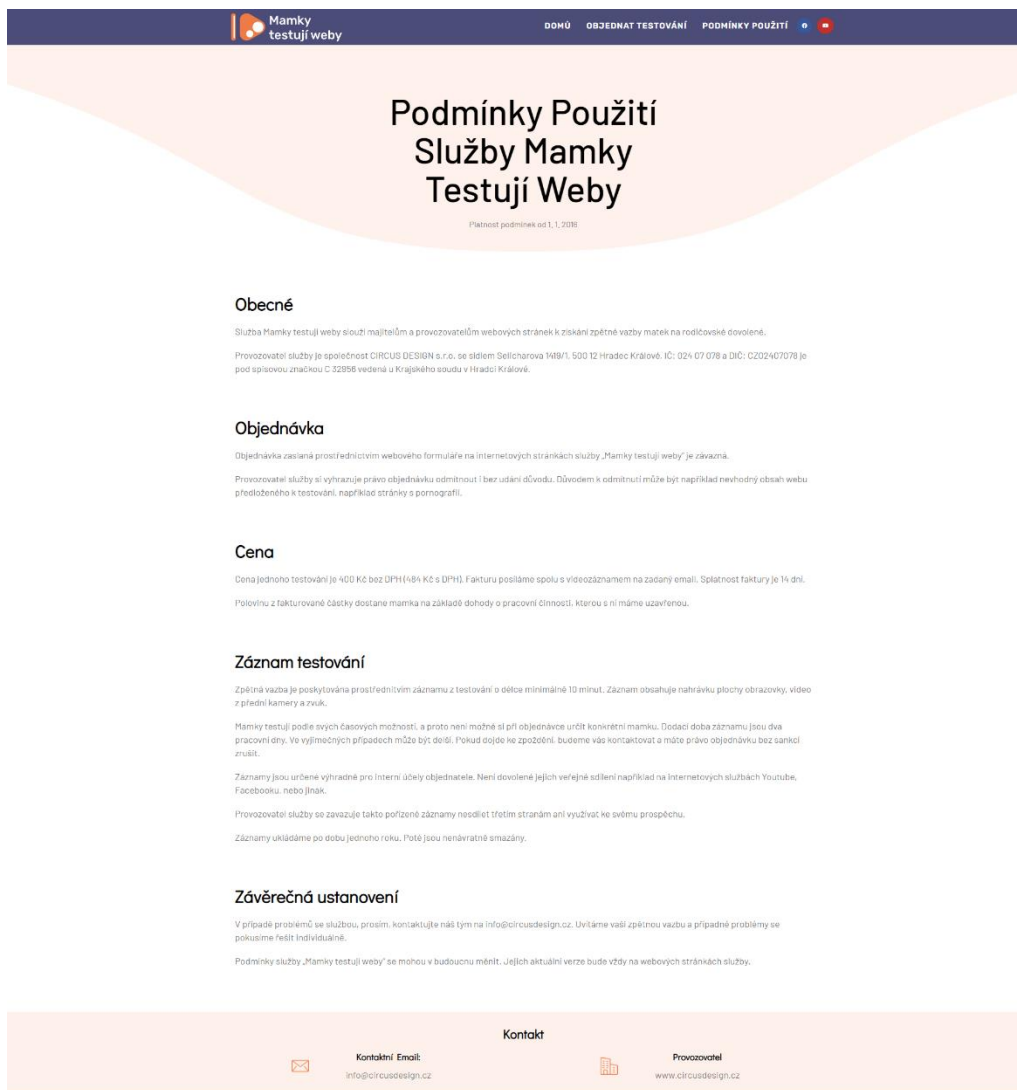 Mamky
testují weby
DOMŮ OBJEDNAT TESTOVÁNÍ PODMÍNKY POUŽITÍ
Podmínky Použití
Služby Mamky
Testují Weby
Platnost podmínek od 1. 1. 2016
Obecné
Služba Mamky testují weby slouží majitelům a provozovatelům webových stránek k získání zpětné vazby matek na rodičovské dovolené.
Provozovatel služby je společnost CIRCUS DESIGN s.r.o. se sídlem Selicharova 1419/1, 500 12 Hradec Králové. IČ: 024 07 078 a DIČ: CZ02407078 je
pod spisovou značkou C 32956 vedená u Krajského soudu v Hradci Králové.
Objednávka
Objednávka zaslaná prostřednictvím webového formuláře na internetových stránkách služby „Mamky testují weby“ je závazná.
Provozovatel služby si vyhrazuje právo objednávku odmítnout i bez udání důvodu. Důvodem k odmítnutí může být například nevhodný obsah webu
předloženého k testování, například stránky s pornografií.
Cena
Cena jednoho testování je 400 Kč bez DPH (484 Kč s DPH). Fakturu posíláme spolu s videozáznamem na zadaný email. Splatnost faktury je 14 dní.
Polovinu z fakturované částky dostane mamka na základě dohody o pracovní činnosti, kterou s ní máme uzavřenou.
Záznam testování
Zpětná vazba je poskytována prostřednitvím záznamu z testování o délce minimálně 10 minut. Záznam obsahuje nahrávku plochy obrazovky, video
z přední kamery a zvuk.
Mamky testují podle svých časových možností, a proto není možné si při objednávce určit konkrétní mamku. Dodací doba záznamu jsou dva
pracovní dny. Ve vyjímečných případech může být delší. Pokud dojde ke zpoždění, budeme vás kontaktovat a máte právo objednávku bez sankcí
zrušit.
Záznamy jsou určené výhradně pro interní účely objednatele. Není dovolené jejich veřejné sdílení například na internetových službách Youtube,
Facebooku, nebo jinak.
Provozovatel služby se zavazuje takto pořízené záznamy nesdílet třetím stranám ani využívat ke svému prospěchu.
Záznamy ukládáme po dobu jednoho roku. Poté jsou nenávratně smazány.
Závěrečná ustanovení
V případě problémů se službou, prosím, kontaktujte náš tým na info@circusdesign.cz. Uvítáme vaši zpětnou vazbu a případné problémy se
pokusíme řešit individuálně.
Podmínky služby „Mamky testují weby“ se mohou v budoucnu měnit. Jejich aktuální verze bude vždy na webových stránkách služby.
Kontakt
Kontaktní Email:
info@circusdesign.cz
Provozovatel
www.circusdesign.cz